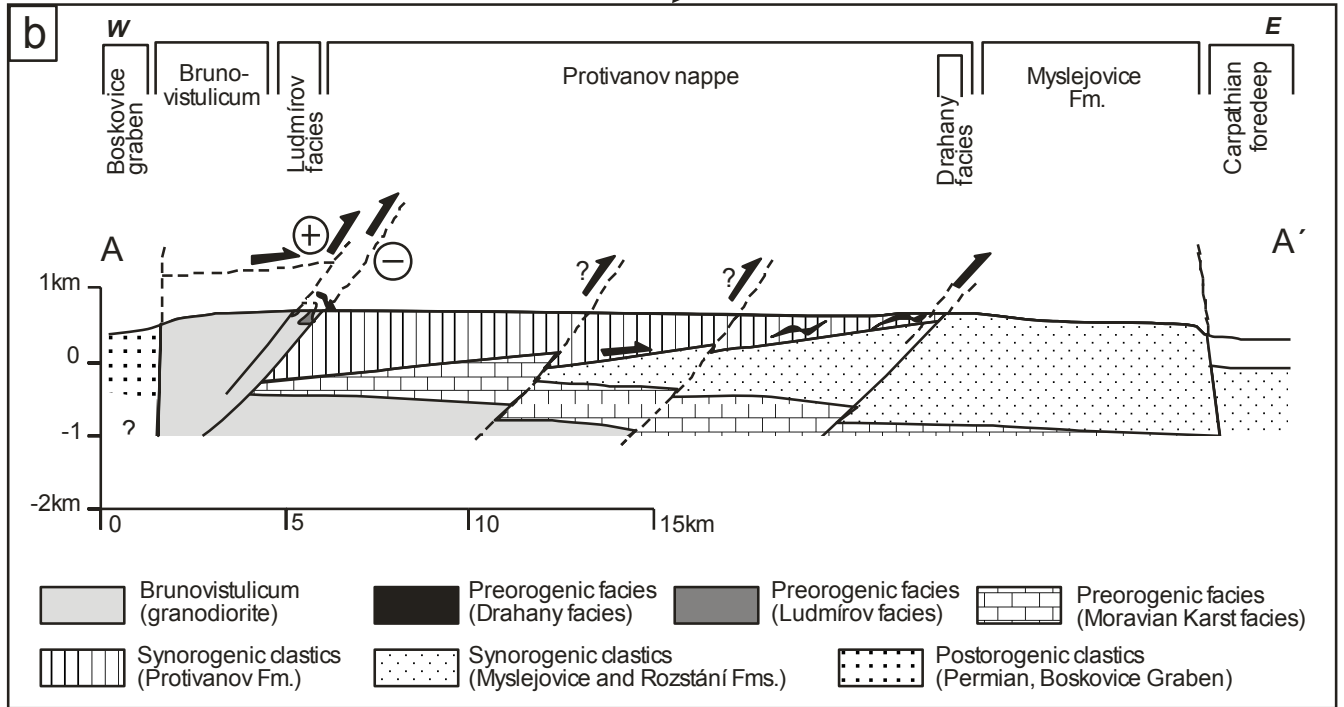 b
W
E
Boskovice
graben
Bruno-
vistulicum
Ludmírov
facies
Protivanov nappe
Drahany
facies
Myslejovice
Fm.
Carpathian
foredeep
A
+
−
?
?
A´
1km
0
-1
?
-2km
0
5
10
15km
Brunovistulicum
(granodiorite)
Preorogenic facies
(Drahany facies)
Preorogenic facies
(Ludmírov facies)
Preorogenic facies
(Moravian Karst facies)
Synorogenic clastics
(Protivanov Fm.)
Synorogenic clastics
(Myslejovice and Rozstání Fms.)
Postorogenic clastics
(Permian, Boskovice Graben)